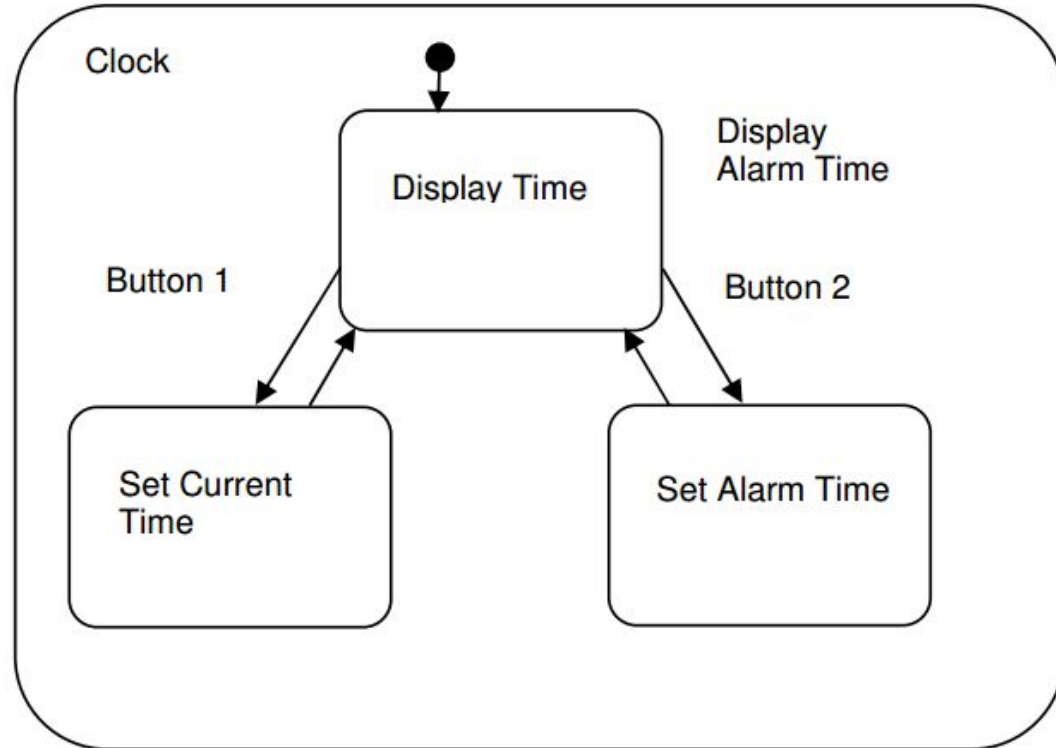 Clock
Display
Alarm Time
Display Time
Button 1
Button 2
Set Current
Time
Set Alarm Time